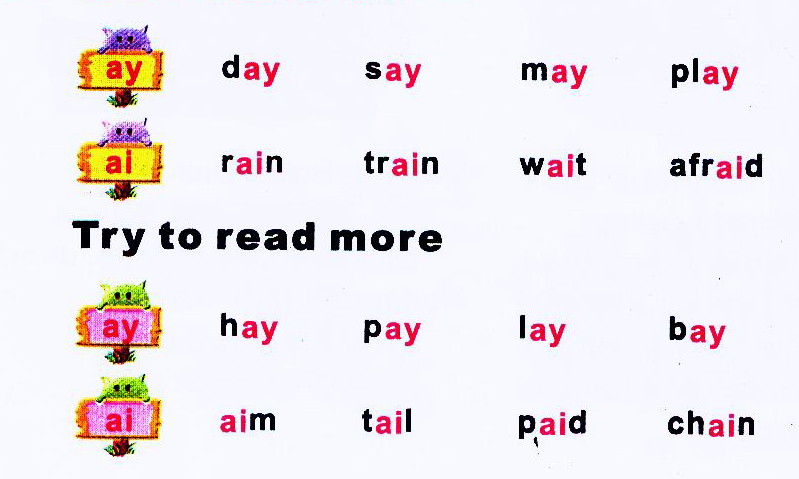 ay day say may play
ai rain train wait afraid
Try to read more
ay hay pay lay bay
ai aim tail paid chain